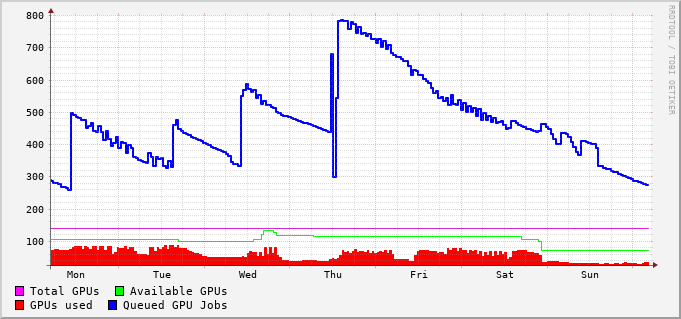 800
700
600
500
400
300
200
100
Mon Tue Wed Thu Fri Sat Sun
Total GPUs Available GPUs
GPUs used Queued GPU Jobs
RRDTOOL / TOBI OETIKER